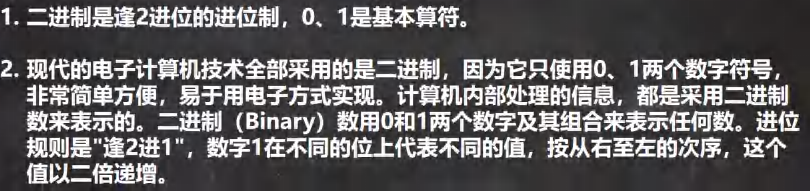 1. 二进制是逢2进位的进位制，0、1是基本算符。
2. 现代的电子计算机技术全部采用的是二进制，因为它只使用0、1两个数字符号，
非常简单方便，易于用电子方式实现。计算机内部处理的信息，都是采用二进制
数来表示的。二进制（Binary）数用0和1两个数字及其组合来表示任何数。进位
规则是"逢2进1"，数字1在不同的位上代表不同的值，按从右至左的次序，这个
值以二倍递增。